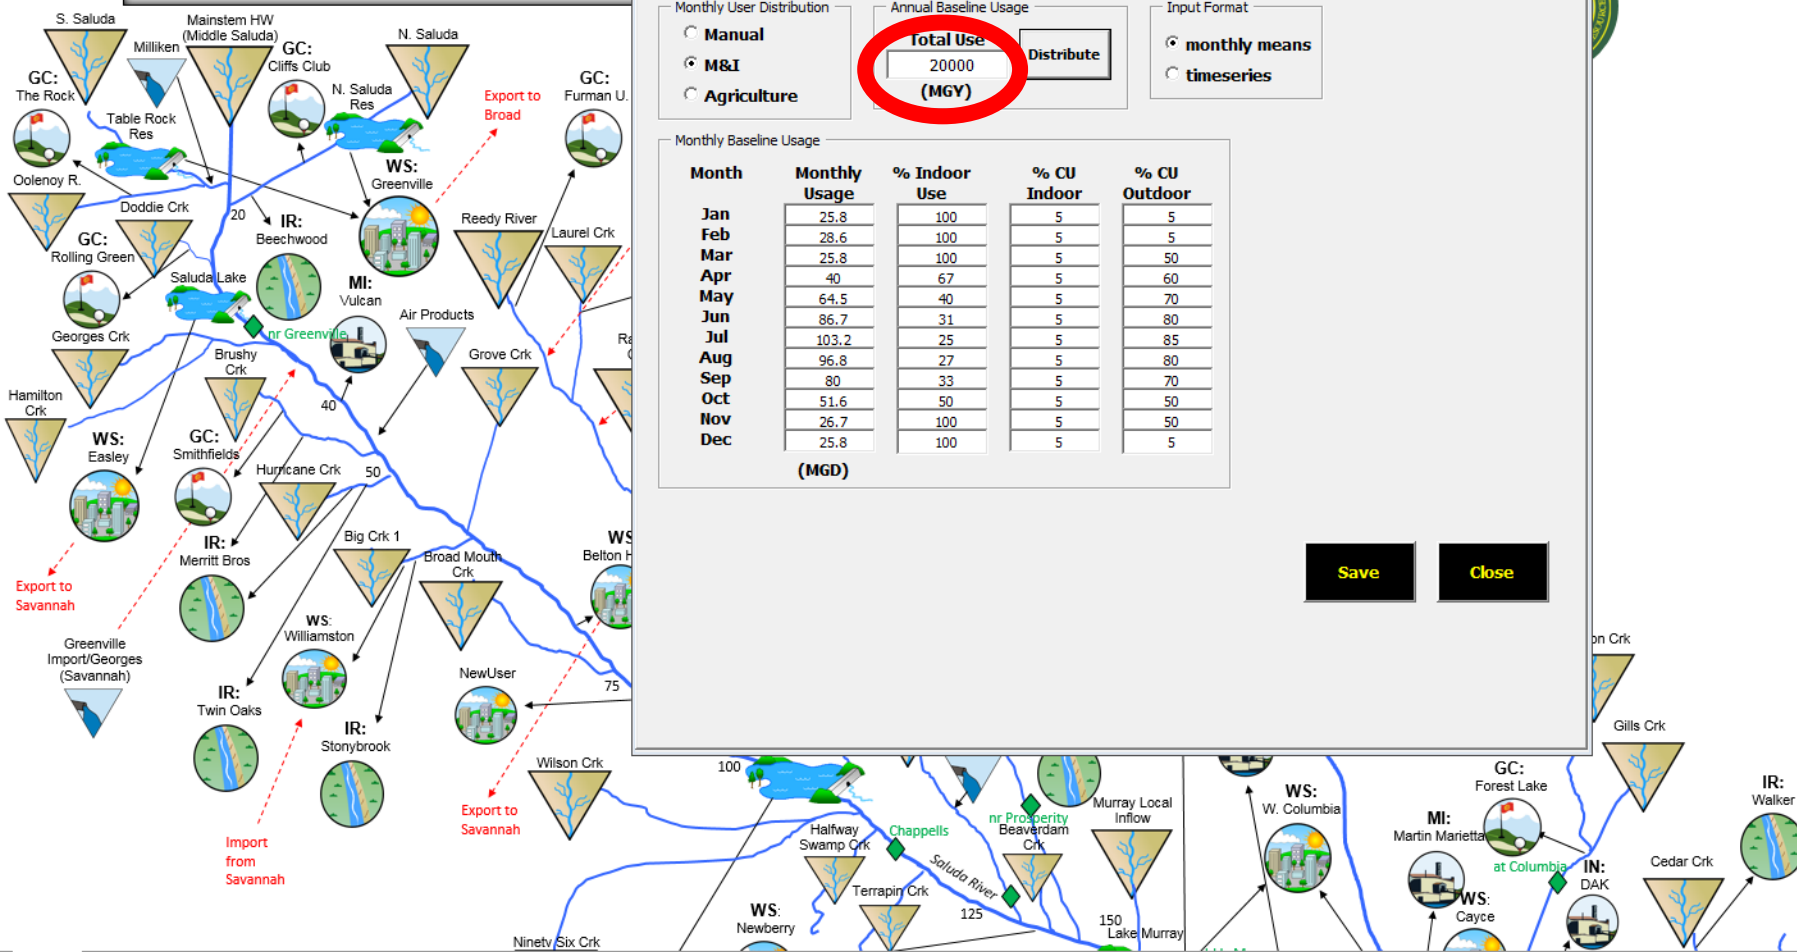 S. Saluda
Mainstem HW
(Middle Saluda)
Milliken
GC:
Cliffs Club
N. Saluda
GC:
The Rock
Table Rock
Res
N. Saluda
Res
Export to
Broad
GC:
Furman U.
Oolenoy R.
Doddie Crk
WS:
Greenville
20
IR:
Beechwood
Reedy River
Laurel Crk
GC:
Rolling Green
Saluda Lake
MI:
Vulcan
Air Products
nr Greenville
Georges Crk
Brushy
Crk
Grove Crk
Hamilton
Crk
40
WS:
Easley
GC:
Smithfields
Hurricane Crk
50
IR:
Merritt Bros
Big Crk 1
Broad Mouth
Crk
WS
Belton H
Export to
Savannah
Greenville
Import/Georges
(Savannah)
WS:
Williamston
NewUser
75
IR:
Twin Oaks
IR:
Stonybrook
Wilson Crk
Export to
Savannah
Import
from
Savannah
Monthly User Distribution
Manual
M&I
Agriculture
Annual Baseline Usage
Total Use
20000
(MGY)
Distribute
Input Format
monthly means
timeseries
Monthly Baseline Usage
Month Monthly Usage % Indoor Use % CU Indoor % CU Outdoor
Jan 25.8 100 5 5
Feb 28.6 100 5 5
Mar 25.8 100 5 50
Apr 40 67 5 60
May 64.5 40 5 70
Jun 86.7 31 5 80
Jul 103.2 25 5 85
Aug 96.8 27 5 80
Sep 80 33 5 70
Oct 51.6 50 5 50
Nov 26.7 100 5 50
Dec 25.8 100 5 5
(MGD)
Save
Close
100
Halfway
Swamp Crk
Chappells
nr Prosperity
Beaverdam
Crk
Murray Local
Inflow
Saluda River
Terrapin Crk
125
150
Lake Murray
WS:
Newberry
Ninety Six Crk
WS:
W. Columbia
MI:
Martin Marietta
GC:
Forest Lake
at Columbia
IN:
DAK
WS:
Cayce
on Crk
Gills Crk
Cedar Crk
IR:
Walker